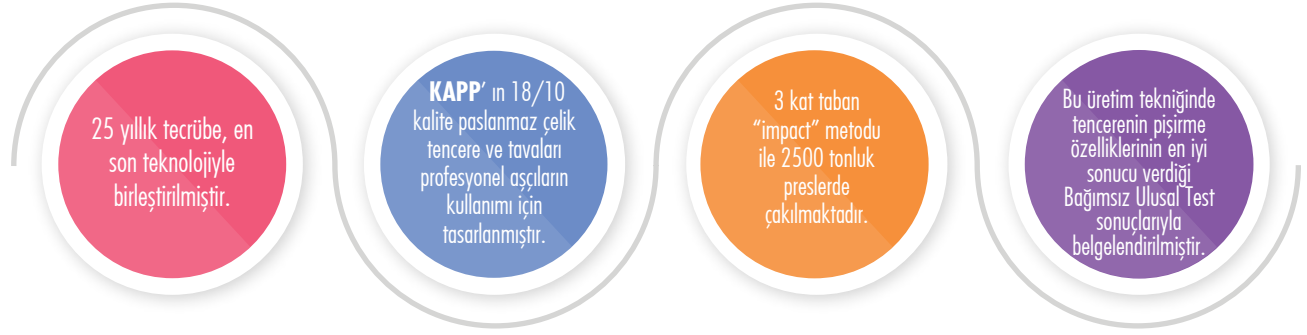 25 yıllık tecrübe, en
son teknolojiyle
birleştirilmiştir.
KAPP' ın 18/10
kalite paslanmaz çelik
tencere ve tavaları
profesyonel aşçıların
kullanımı için
tasarlanmıştır.
3 kat taban
“impact” metodu
ile 2500 tonluk
preslerde
çakılmaktadır.
Bu üretim tekniğinde
tencerenin pişirme
özelliklerinin en iyi
sonucu verdiği
Bağımsız Ulusal Test
sonuçlarıyla
belgelendirilmiştir.